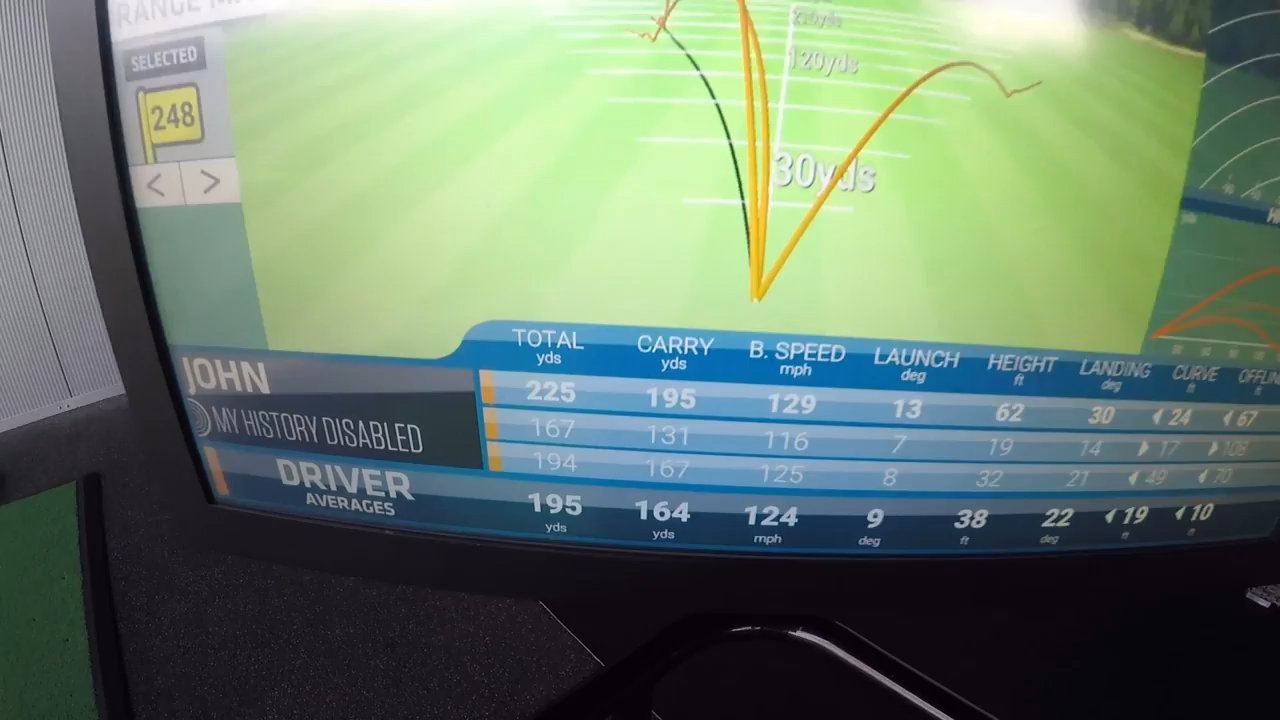 SELECTED
248
< >
120yds
30yds
TOTAL CARRY B. SPEED LAUNCH HEIGHT LANDING CURVE
yds yds mph deg ft deg ft
JOHN
225 195 129 13 62 30 24 67
MY HISTORY DISABLED
167 131 116 7 19 14 17 108
194 167 125 8 32 21 49 70
DRIVER
AVERAGES
195 164 124 9 38 22 19 10
yds yds mph deg ft deg ft ft